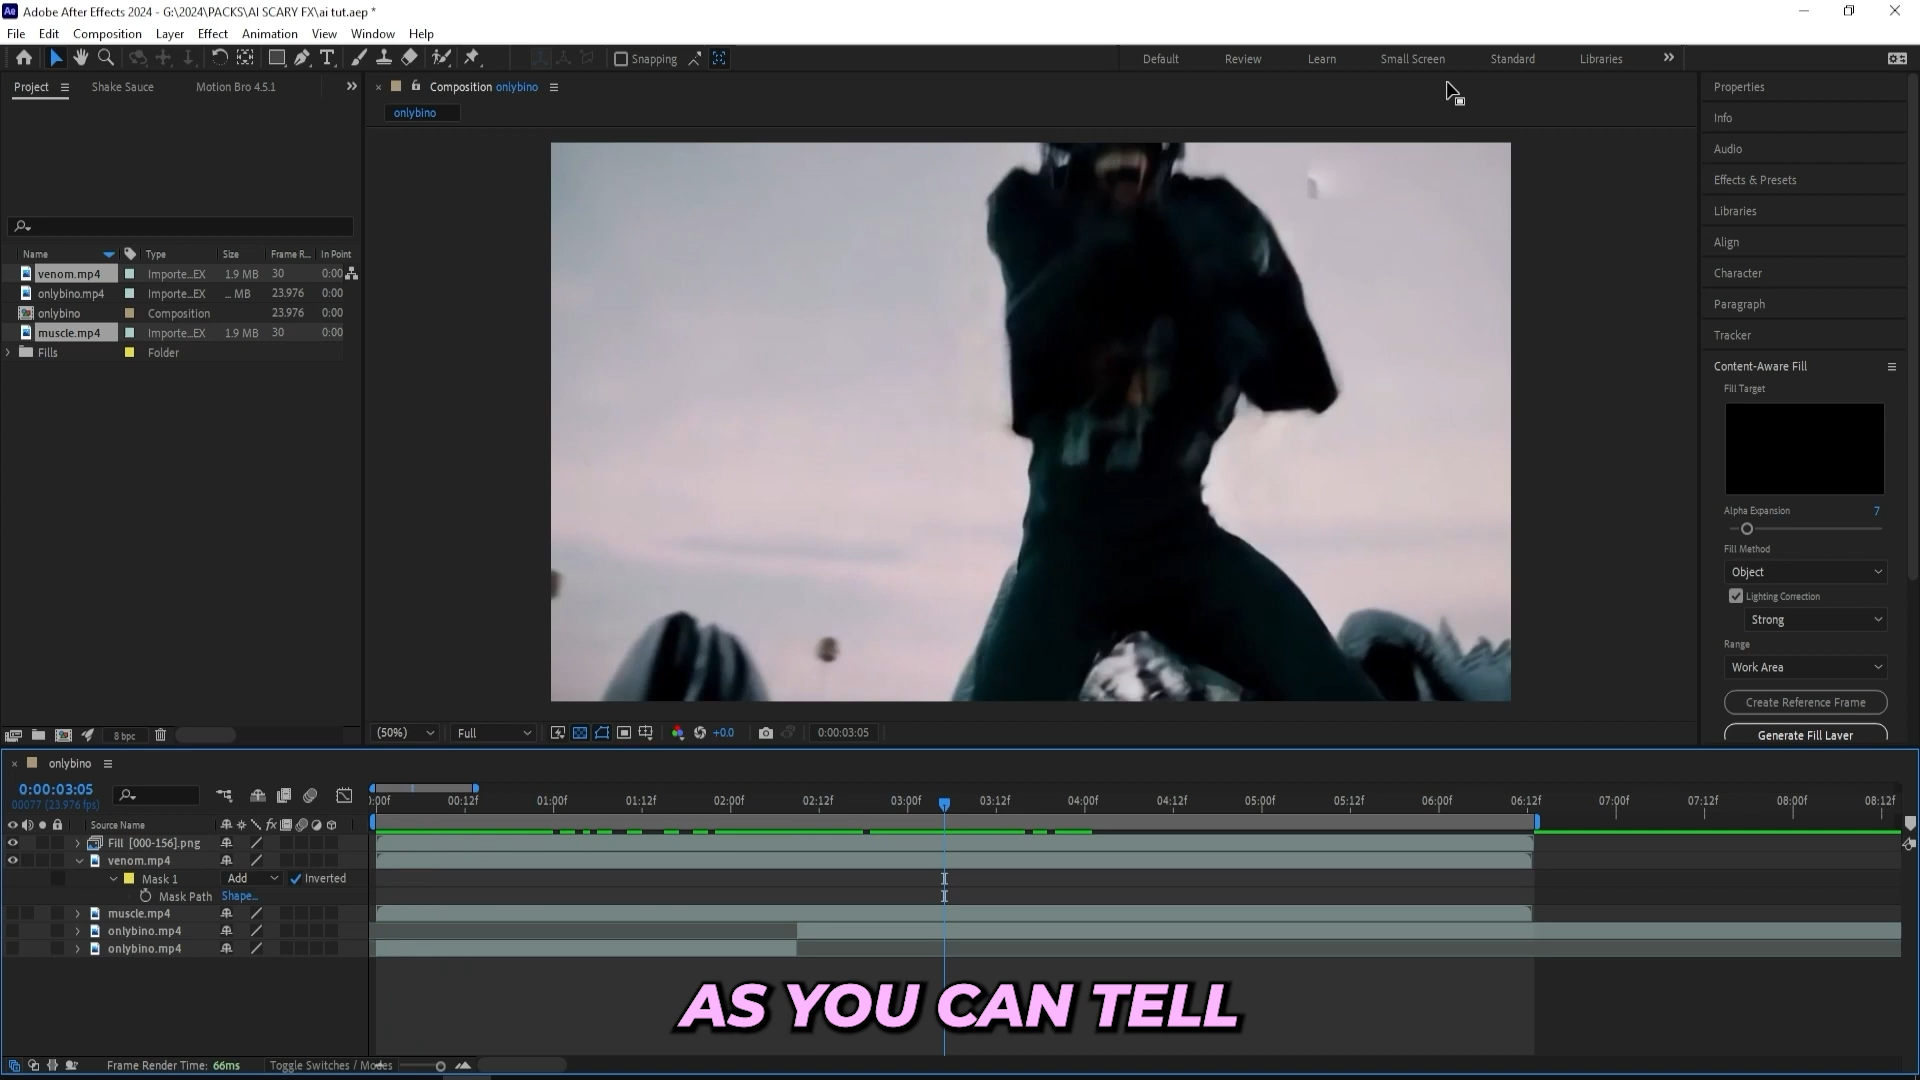 Adobe After Effects 2024 - G:\2024\PACKS\AI SCARY FX\ai tut.aep *
File Edit Composition Layer Effect Animation View Window Help
Snapping Default Review Learn Small Screen Standard Libraries
Project Shake Sauce Motion Bro 4.5.1
Composition onlybino
onlybino
Name Type Size Frame R... In Point
venom.mp4 Importe...EX 1.9 MB 30 0:00
onlybino.mp4 Importe...EX ... MB 23.976 0:00
onlybino Composition 23.976 0:00
muscle.mp4 Importe...EX 1.9 MB 30 0:00
Fills Folder
8 bpc
(50%) Full +0.0 0:00:03:05
Properties
Info
Audio
Effects & Presets
Libraries
Align
Character
Paragraph
Tracker
Content-Aware Fill
Fill Target
Alpha Expansion 7
Fill Method
Object
Lighting Correction
Strong
Range
Work Area
Create Reference Frame
Generate Fill Layer
onlybino
0:00:03:05
00077 (23.976 fps)
:00f 00:12f 01:00f 01:12f 02:00f 02:12f 03:00f 03:12f 04:00f 04:12f 05:00f 05:12f 06:00f 06:12f 07:00f 07:12f 08:00f 08:12f
Source Name
Fill [000-156].png
venom.mp4
Mask 1 Add Inverted
Mask Path Shape...
muscle.mp4
onlybino.mp4
onlybino.mp4
AS YOU CAN TELL
Frame Render Time: 66ms Toggle Switches / Modes